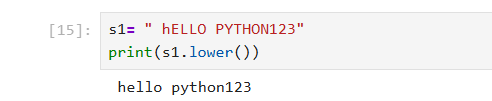 [15]: s1= " hELLO PYTHON123"
print(s1.lower())
 hello python123